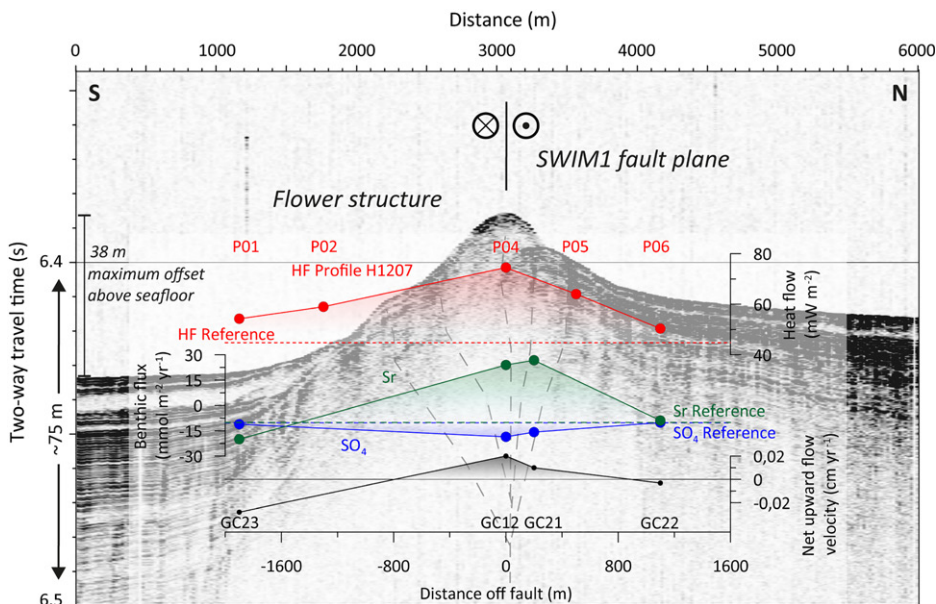 Distance (m)
0 1000 2000 3000 4000 5000 6000
S N
SWIM1 fault plane
Flower structure
38 m
maximum offset
above seafloor
P01 P02 P04 P05 P06
HF Profile H1207
HF Reference
80
60
40
Heat flow
(mW m-2)
6.4
6.5
Two-way travel time (s)
~75 m
30
15
0
-15
-30
Benthic flux
(mmol m-2 yr-1)
Sr
Sr Reference
SO4
SO4 Reference
0,02
0
-0,02
Net upward flow
velocity (cm yr-1)
GC23 GC12 GC21 GC22
-1600 -800 0 800 1600
Distance off fault (m)